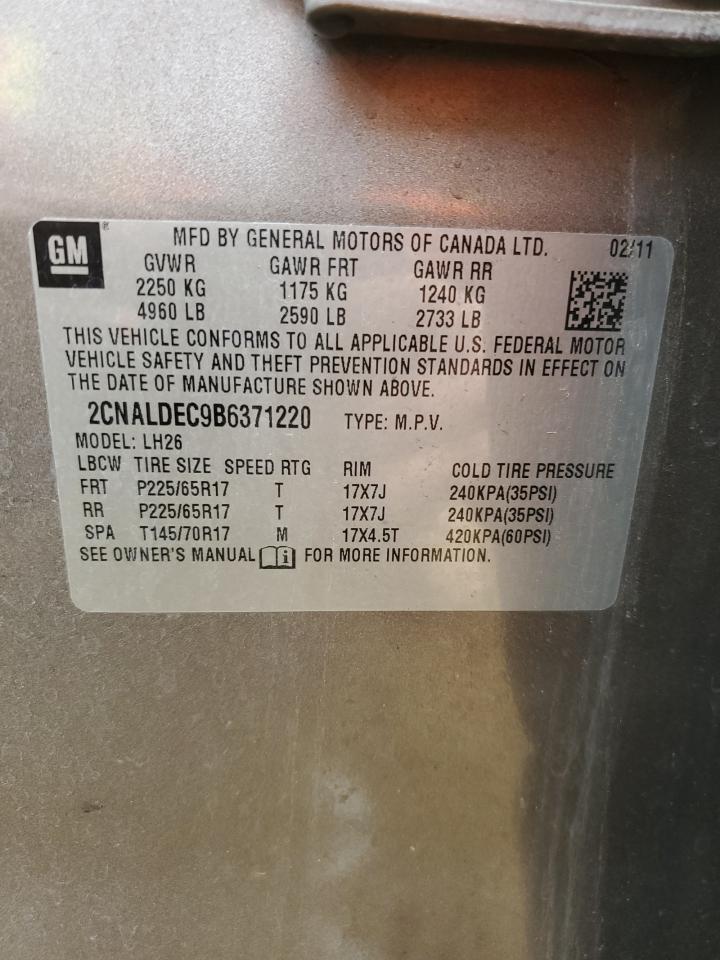 GM ® MFD BY GENERAL MOTORS OF CANADA LTD. 02/11
GVWR GAWR FRT GAWR RR
2250 KG 1175 KG 1240 KG
4960 LB 2590 LB 2733 LB
THIS VEHICLE CONFORMS TO ALL APPLICABLE U.S. FEDERAL MOTOR
VEHICLE SAFETY AND THEFT PREVENTION STANDARDS IN EFFECT ON
THE DATE OF MANUFACTURE SHOWN ABOVE.
2CNALDEC9B6371220 TYPE: M.P.V.
MODEL: LH26
LBCW TIRE SIZE SPEED RTG RIM COLD TIRE PRESSURE
FRT P225/65R17 T 17X7J 240KPA(35PSI)
RR P225/65R17 T 17X7J 240KPA(35PSI)
SPA T145/70R17 M 17X4.5T 420KPA(60PSI)
SEE OWNER'S MANUAL i FOR MORE INFORMATION.